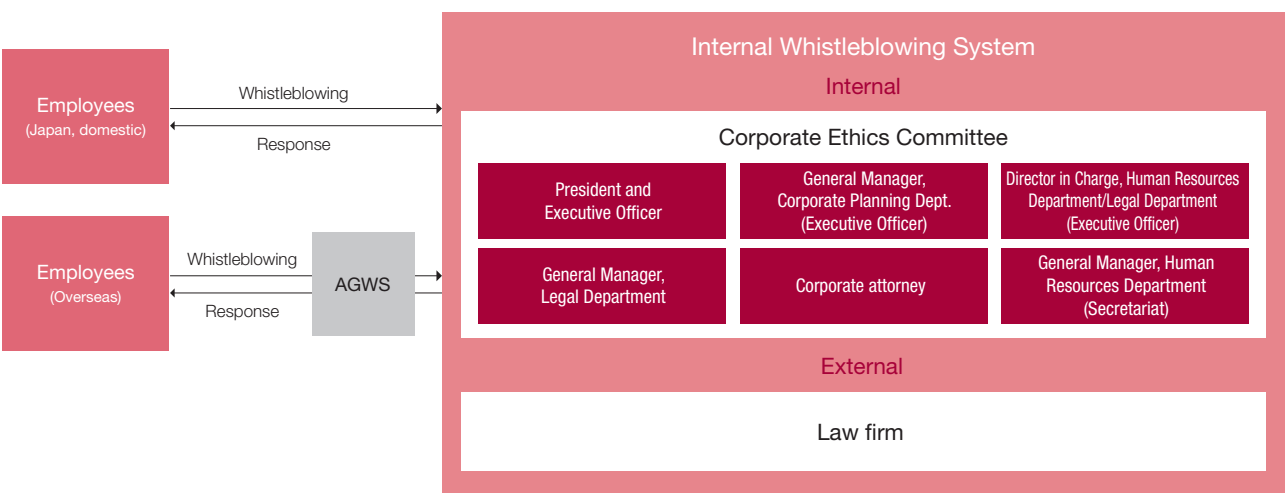 Internal Whistleblowing System
Internal
Employees
(Japan, domestic)
Whistleblowing
Response
Employees
(Overseas)
Whistleblowing
Response
AGWS
Corporate Ethics Committee
President and
Executive Officer
General Manager,
Corporate Planning Dept.
(Executive Officer)
Director in Charge, Human Resources
Department/Legal Department
(Executive Officer)
General Manager,
Legal Department
Corporate attorney
General Manager, Human
Resources Department
(Secretariat)
External
Law firm